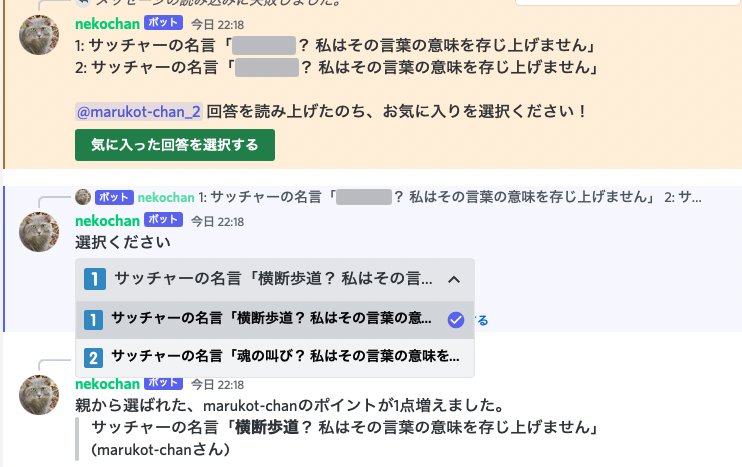 メッセージの読み込みに失敗しました。
nekochan ボット 今日 22:18
1: サッチャーの名言「 ? 私はその言葉の意味を存じ上げません」
2: サッチャーの名言「 ? 私はその言葉の意味を存じ上げません」
@marukot-chan_2 回答を読み上げたのち、お気に入りを選択ください！
気に入った回答を選択する
ボット nekochan 1: サッチャーの名言「 ? 私はその言葉の意味を存じ上げません」 2: サ...
nekochan ボット 今日 22:18
選択ください
1 サッチャーの名言「横断歩道? 私はその言...
1 サッチャーの名言「横断歩道? 私はその言葉の意...
する
2 サッチャーの名言「魂の叫び? 私はその言葉の意味を...
nekochan ボット 今日 22:18
親から選ばれた、marukot-chanのポイントが1点増えました。
サッチャーの名言「横断歩道? 私はその言葉の意味を存じ上げません」
(marukot-chanさん)